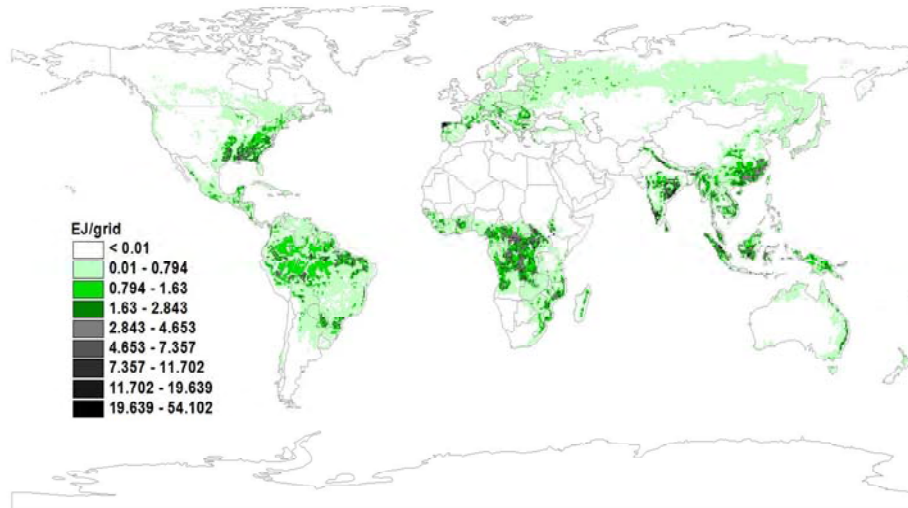 EJ/grid
< 0.01
0.01 - 0.794
0.794 - 1.63
1.63 - 2.843
2.843 - 4.653
4.653 - 7.357
7.357 - 11.702
11.702 - 19.639
19.639 - 54.102